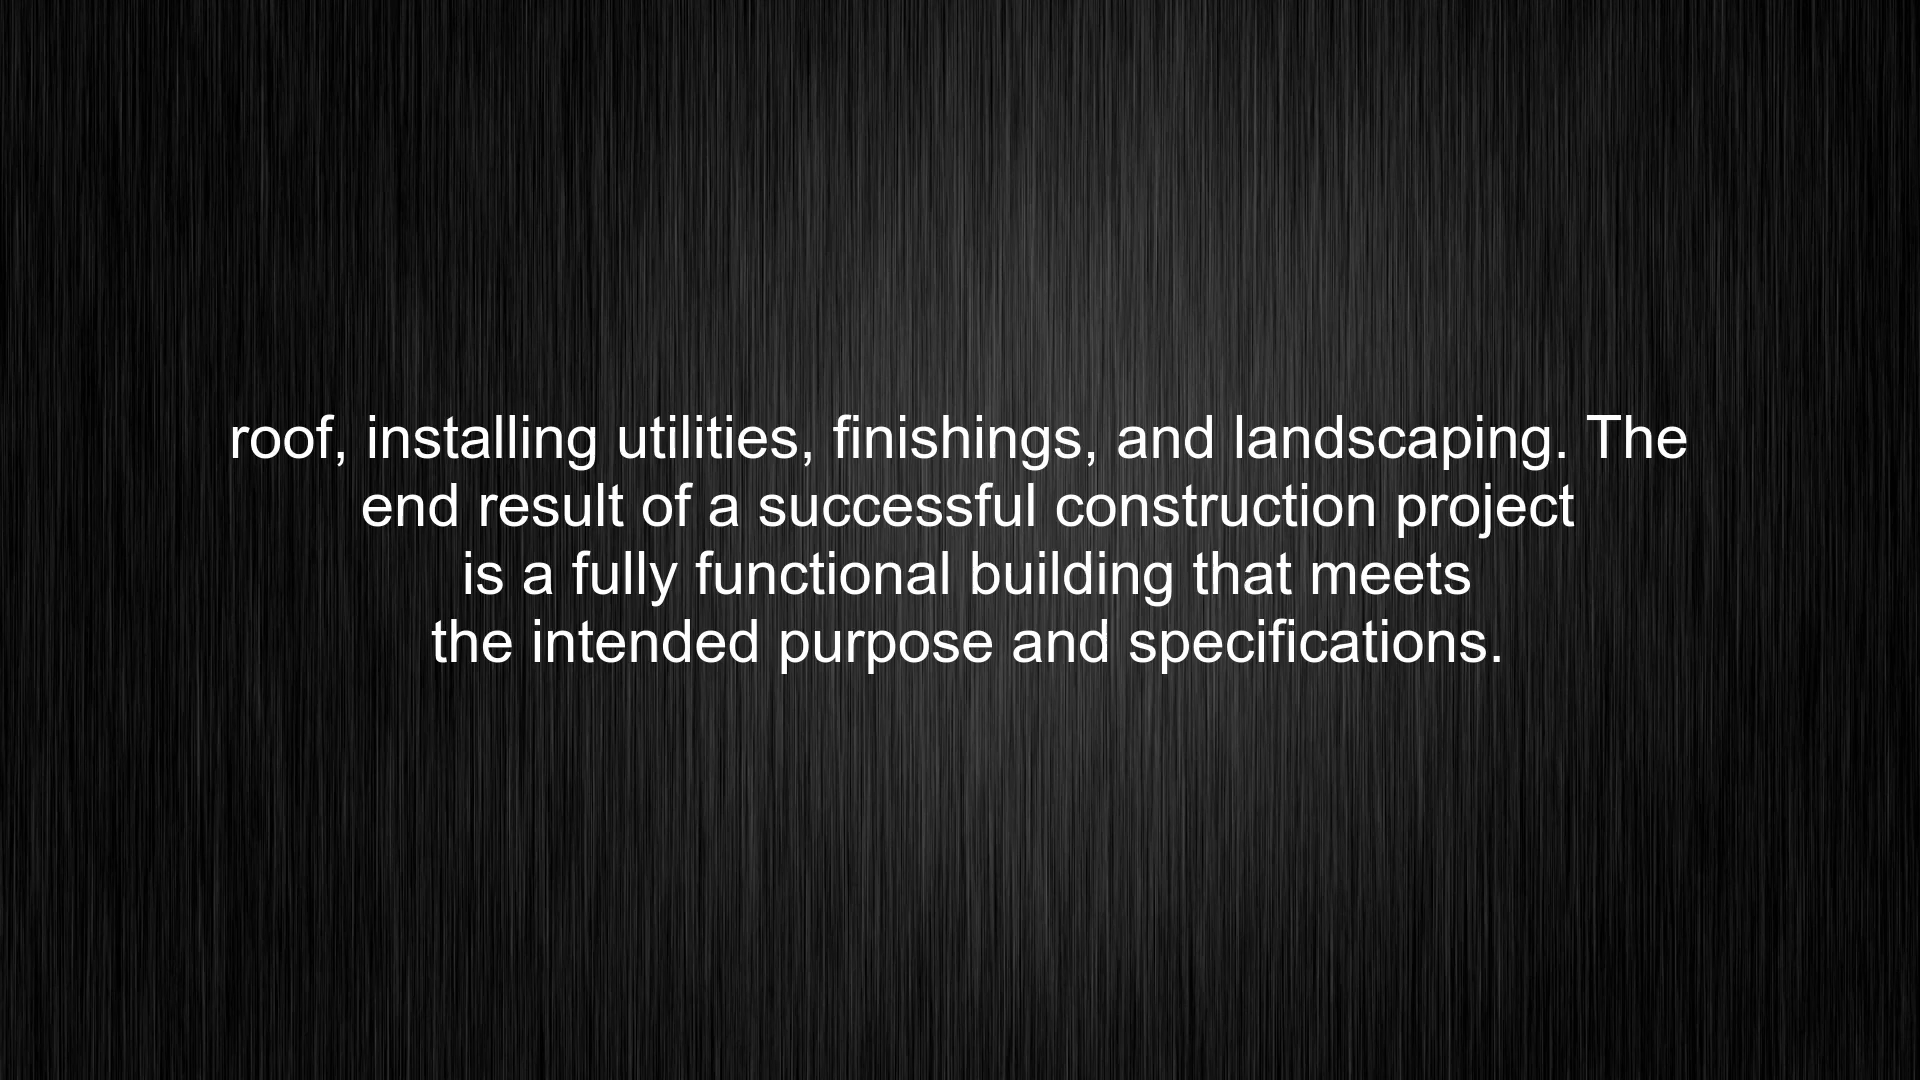 roof, installing utilities, finishings, and landscaping. The
end result of a successful construction project
is a fully functional building that meets
the intended purpose and specifications.